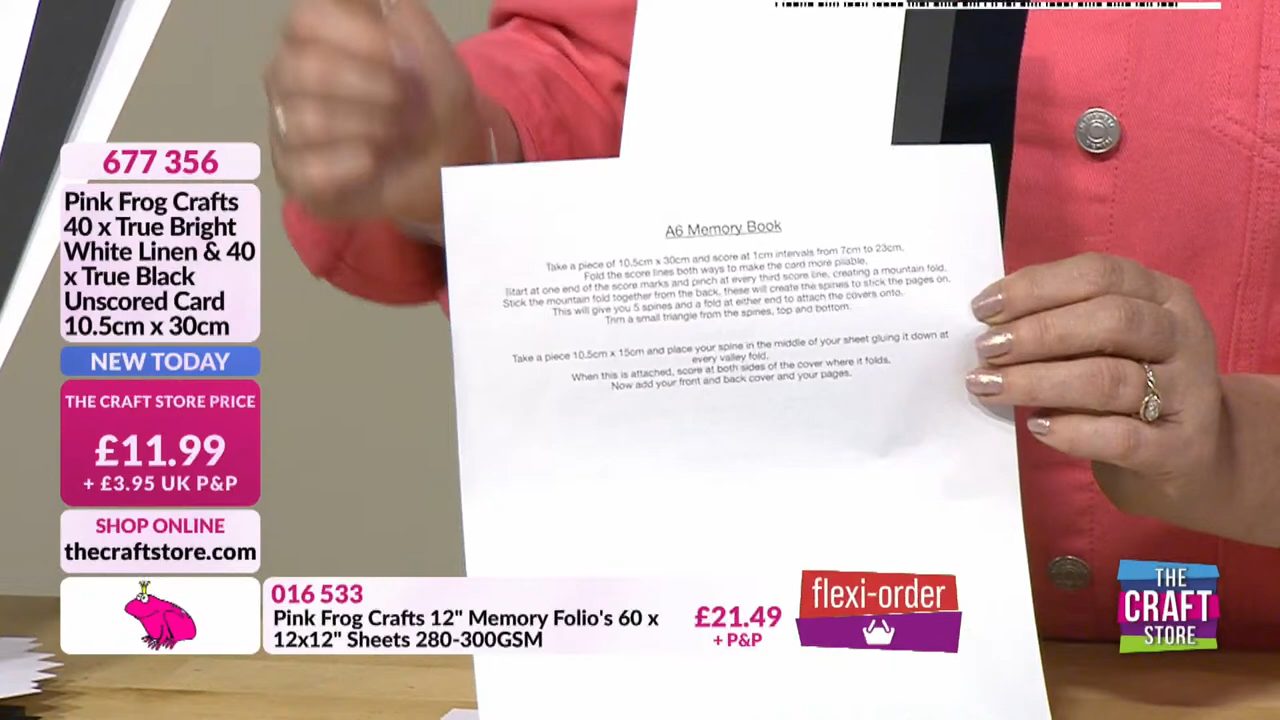 677 356
Pink Frog Crafts
40 x True Bright
White Linen & 40
x True Black
Unscored Card
10.5cm x 30cm
NEW TODAY
THE CRAFT STORE PRICE
£11.99
+ £3.95 UK P&P
SHOP ONLINE
thecraftstore.com
A6 Memory Book
Take a piece of 10.5cm x 30cm and score at 1cm intervals from 7cm to 23cm.
Fold the score lines both ways to make the card more pliable.
Start at one end of the score marks and pinch at every third score line, creating a mountain fold.
Stick the mountain fold together from the back, these will create the spines to stick the pages on.
This will give you 5 spines and a fold at either end to attach the covers onto.
Trim a small triangle from the spines, top and bottom.
Take a piece 10.5cm x 15cm and place your spine in the middle of your sheet gluing it down at
every valley fold.
When this is attached, score at both sides of the cover where it folds.
Now add your front and back cover and your pages.
016 533
Pink Frog Crafts 12" Memory Folio's 60 x
12x12" Sheets 280-300GSM
£21.49
+ P&P
flexi-order
THE
CRAFT
STORE